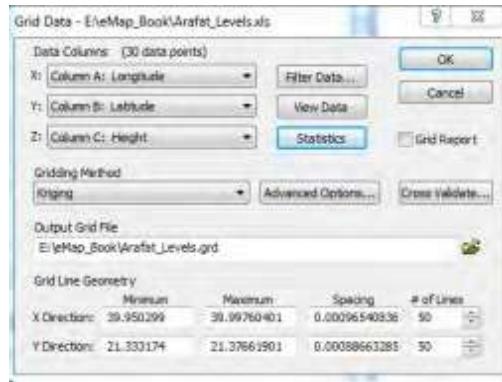 Grid Data - E:\eMap_Book\Arafat_Levels.xls
Data Columns (30 data points)
X: Column A: Longitude
Y: Column B: Latitude
Z: Column C: Height
Filter Data...
View Data
Statistics
OK
Cancel
Grid Report
Gridding Method
Kriging
Advanced Options...
Cross Validate...
Output Grid File
E:\eMap_Book\Arafat_Levels.grd
Grid Line Geometry
Minimum Maximum Spacing # of Lines
X Direction: 39.950299 39.99760401 0.00096540836 50
Y Direction: 21.333174 21.37661901 0.00088663285 50